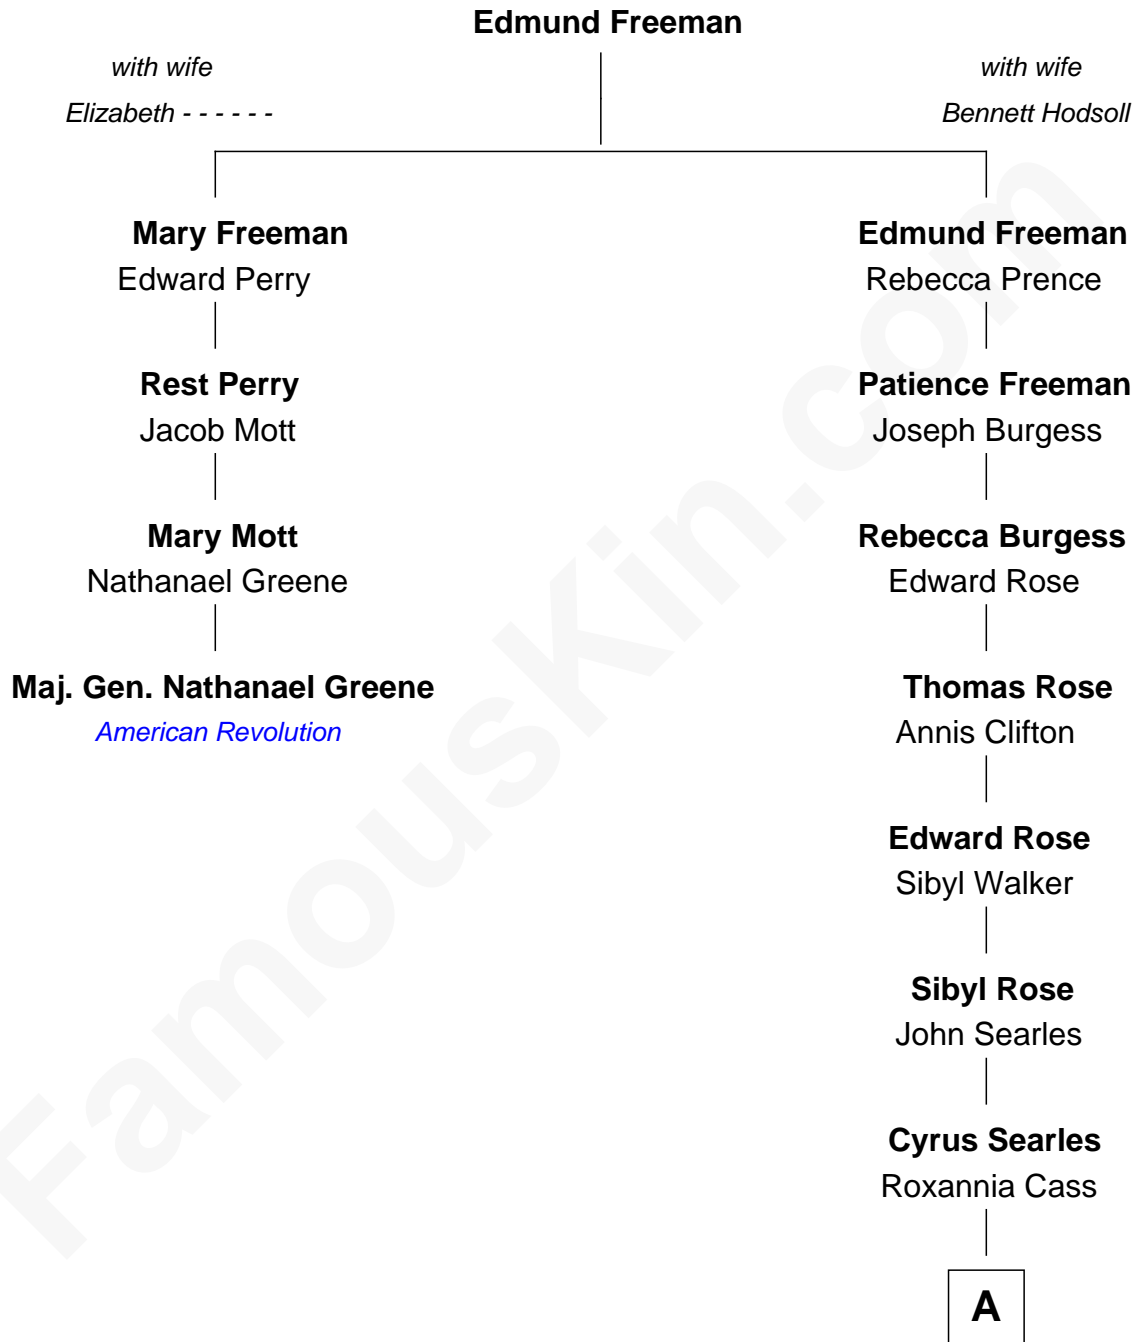 Edmund Freeman
with wife
Elizabeth - - - - - -
with wife
Bennett Hodsoll
Mary Freeman
Edward Perry
Rest Perry
Jacob Mott
Mary Mott
Nathanael Greene
Maj. Gen. Nathanael Greene
American Revolution
Edmund Freeman
Rebecca Prence
Patience Freeman
Joseph Burgess
Rebecca Burgess
Edward Rose
Thomas Rose
Annis Clifton
Edward Rose
Sibyl Walker
Sibyl Rose
John Searles
Cyrus Searles
Roxannia Cass
A
FamousKin.com